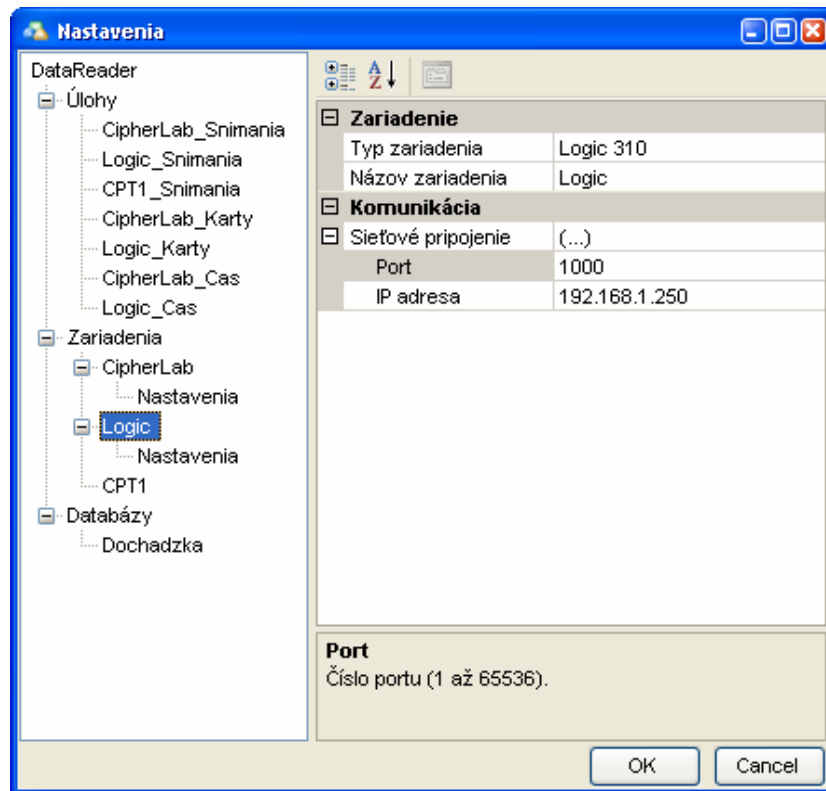 Nastavenia
DataReader
Úlohy
CipherLab_Snimania
Logic_Snimania
CPT1_Snimania
CipherLab_Karty
Logic_Karty
CipherLab_Cas
Logic_Cas
Zariadenia
CipherLab
Nastavenia
Logic
Nastavenia
CPT1
Databázy
Dochadzka
A
Z
Zariadenie
Typ zariadenia Logic 310
Názov zariadenia Logic
Komunikácia
Sieťové pripojenie (...)
Port 1000
IP adresa 192.168.1.250
Port
Číslo portu (1 až 65536).
OK Cancel